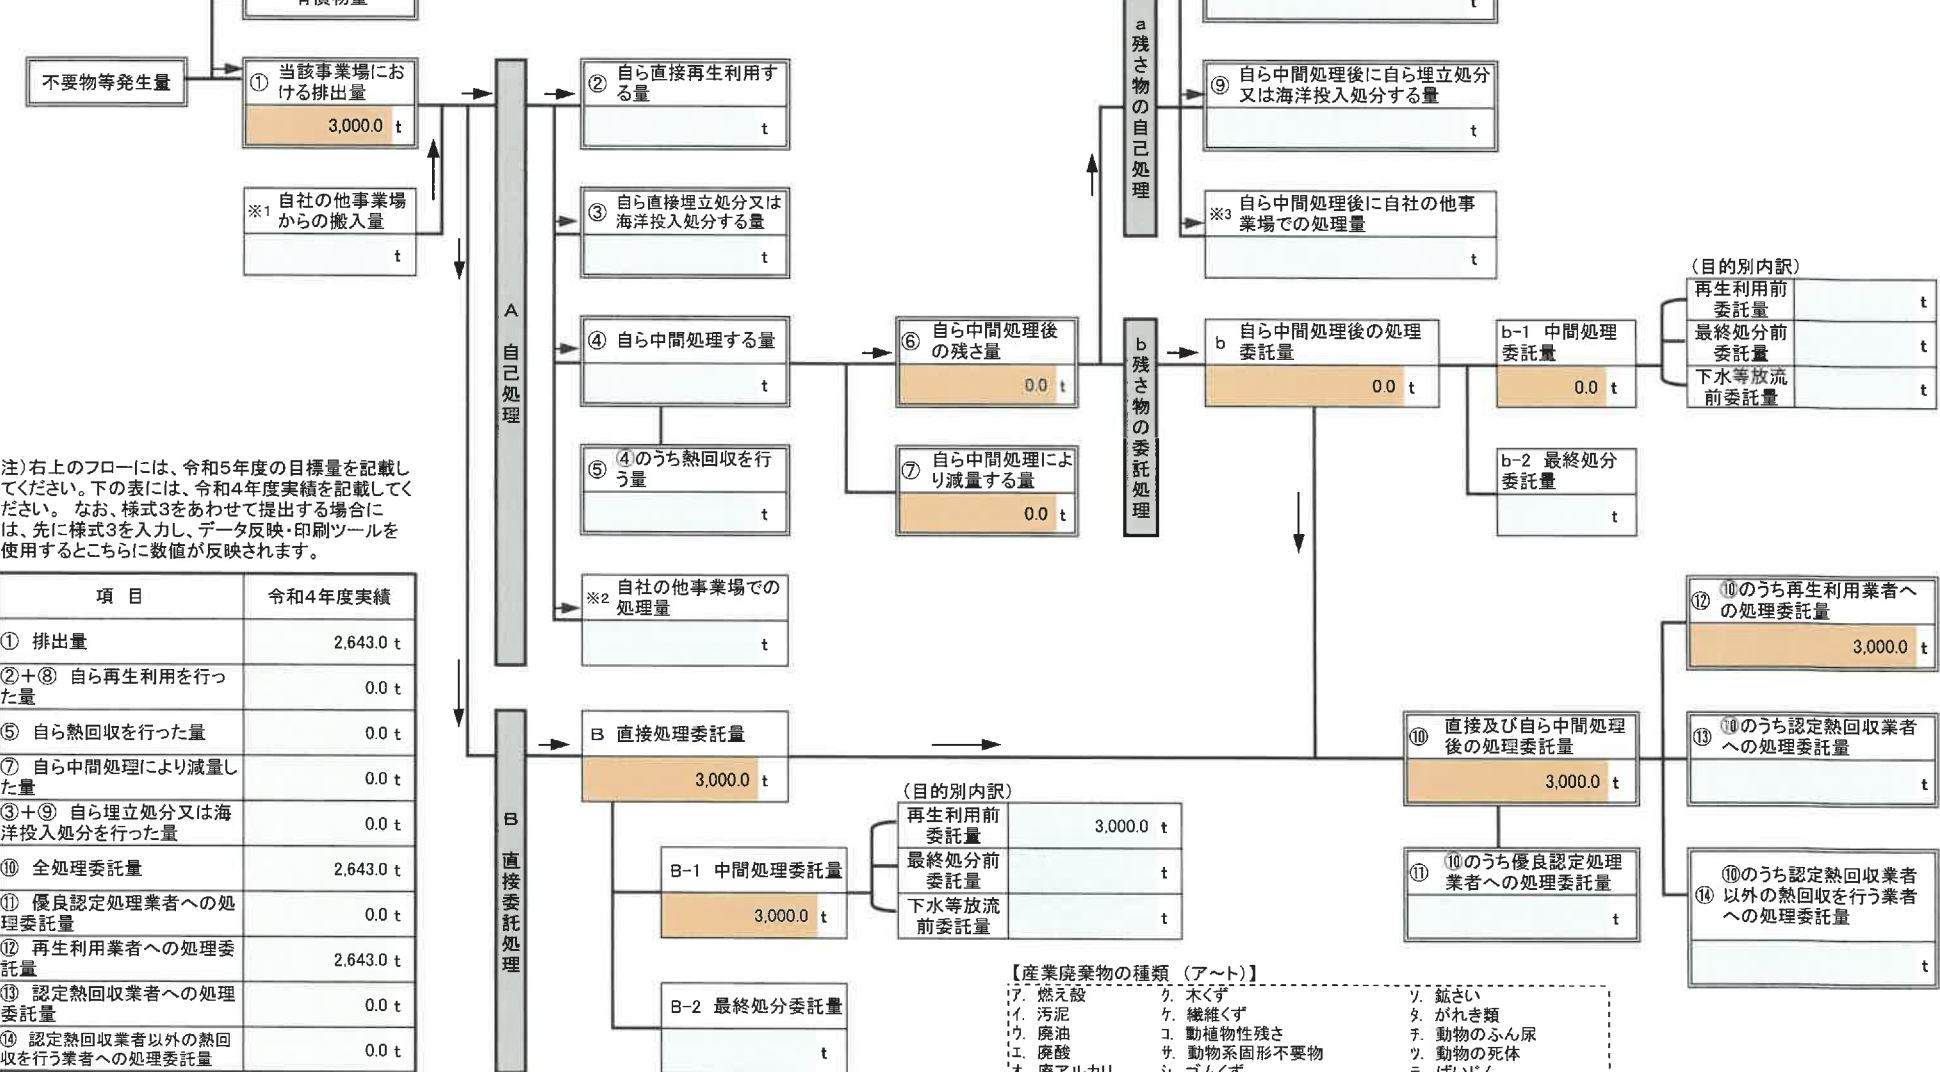 不要物等発生量
① 当該事業場にお
ける排出量
3,000.0 t
※1 自社の他事業場
からの搬入量
t
A 自己処理
② 自ら直接再生利用す
る量
t
③ 自ら直接埋立処分又は
海洋投入処分する量
t
④ 自ら中間処理する量
t
⑤ ④のうち熱回収を行
う量
t
※2 自社の他事業場での
処理量
t
⑥ 自ら中間処理後
の残さ量
0.0 t
⑦ 自ら中間処理によ
り減量する量
0.0 t
a 残さ物の自己処理
t
⑨ 自ら中間処理後に自ら埋立処分
又は海洋投入処分する量
t
※3 自ら中間処理後に自社の他事
業場での処理量
t
b 残さ物の委託処理
b 自ら中間処理後の処理
委託量
0.0 t
b-1 中間処理
委託量
0.0 t
(目的別内訳)
再生利用前
委託量
t
最終処分前
委託量
t
下水等放流
前委託量
t
b-2 最終処分
委託量
t
注)右上のフローには、令和5年度の目標量を記載し
てください。下の表には、令和4年度実績を記載してく
ださい。 なお、様式3をあわせて提出する場合に
は、先に様式3を入力し、データ反映・印刷ツールを
使用するとこちらに数値が反映されます。
項 目 令和4年度実績
① 排出量 2,643.0 t
②+⑧ 自ら再生利用を行っ
た量 0.0 t
⑤ 自ら熱回収を行った量 0.0 t
⑦ 自ら中間処理により減量し
た量 0.0 t
③+⑨ 自ら埋立処分又は海
洋投入処分を行った量 0.0 t
⑩ 全処理委託量 2,643.0 t
⑪ 優良認定処理業者への処
理委託量 0.0 t
⑫ 再生利用業者への処理委
託量 2,643.0 t
⑬ 認定熱回収業者への処理
委託量 0.0 t
⑭ 認定熱回収業者以外の熱回
収を行う業者への処理委託量 0.0 t
B 直接委託処理
B 直接処理委託量
3,000.0 t
B-1 中間処理委託量
3,000.0 t
(目的別内訳)
再生利用前
委託量
3,000.0 t
最終処分前
委託量
t
下水等放流
前委託量
t
B-2 最終処分委託量
t
⑩ 直接及び自ら中間処理
後の処理委託量
3,000.0 t
⑪ ⑩のうち優良認定処理
業者への処理委託量
t
⑫ ⑩のうち再生利用業者へ
の処理委託量
3,000.0 t
⑬ ⑩のうち認定熱回収業者
への処理委託量
t
⑭ ⑩のうち認定熱回収業者
以外の熱回収を行う業者
への処理委託量
t
【産業廃棄物の種類 (ア～ト)】
ア. 燃え殻 ク. 木くず ソ. 鉱さい
イ. 汚泥 ケ. 繊維くず タ. がれき類
ウ. 廃油 コ. 動植物性残さ チ. 動物のふん尿
エ. 廃酸 サ. 動物系固形不要物 ツ. 動物の死体